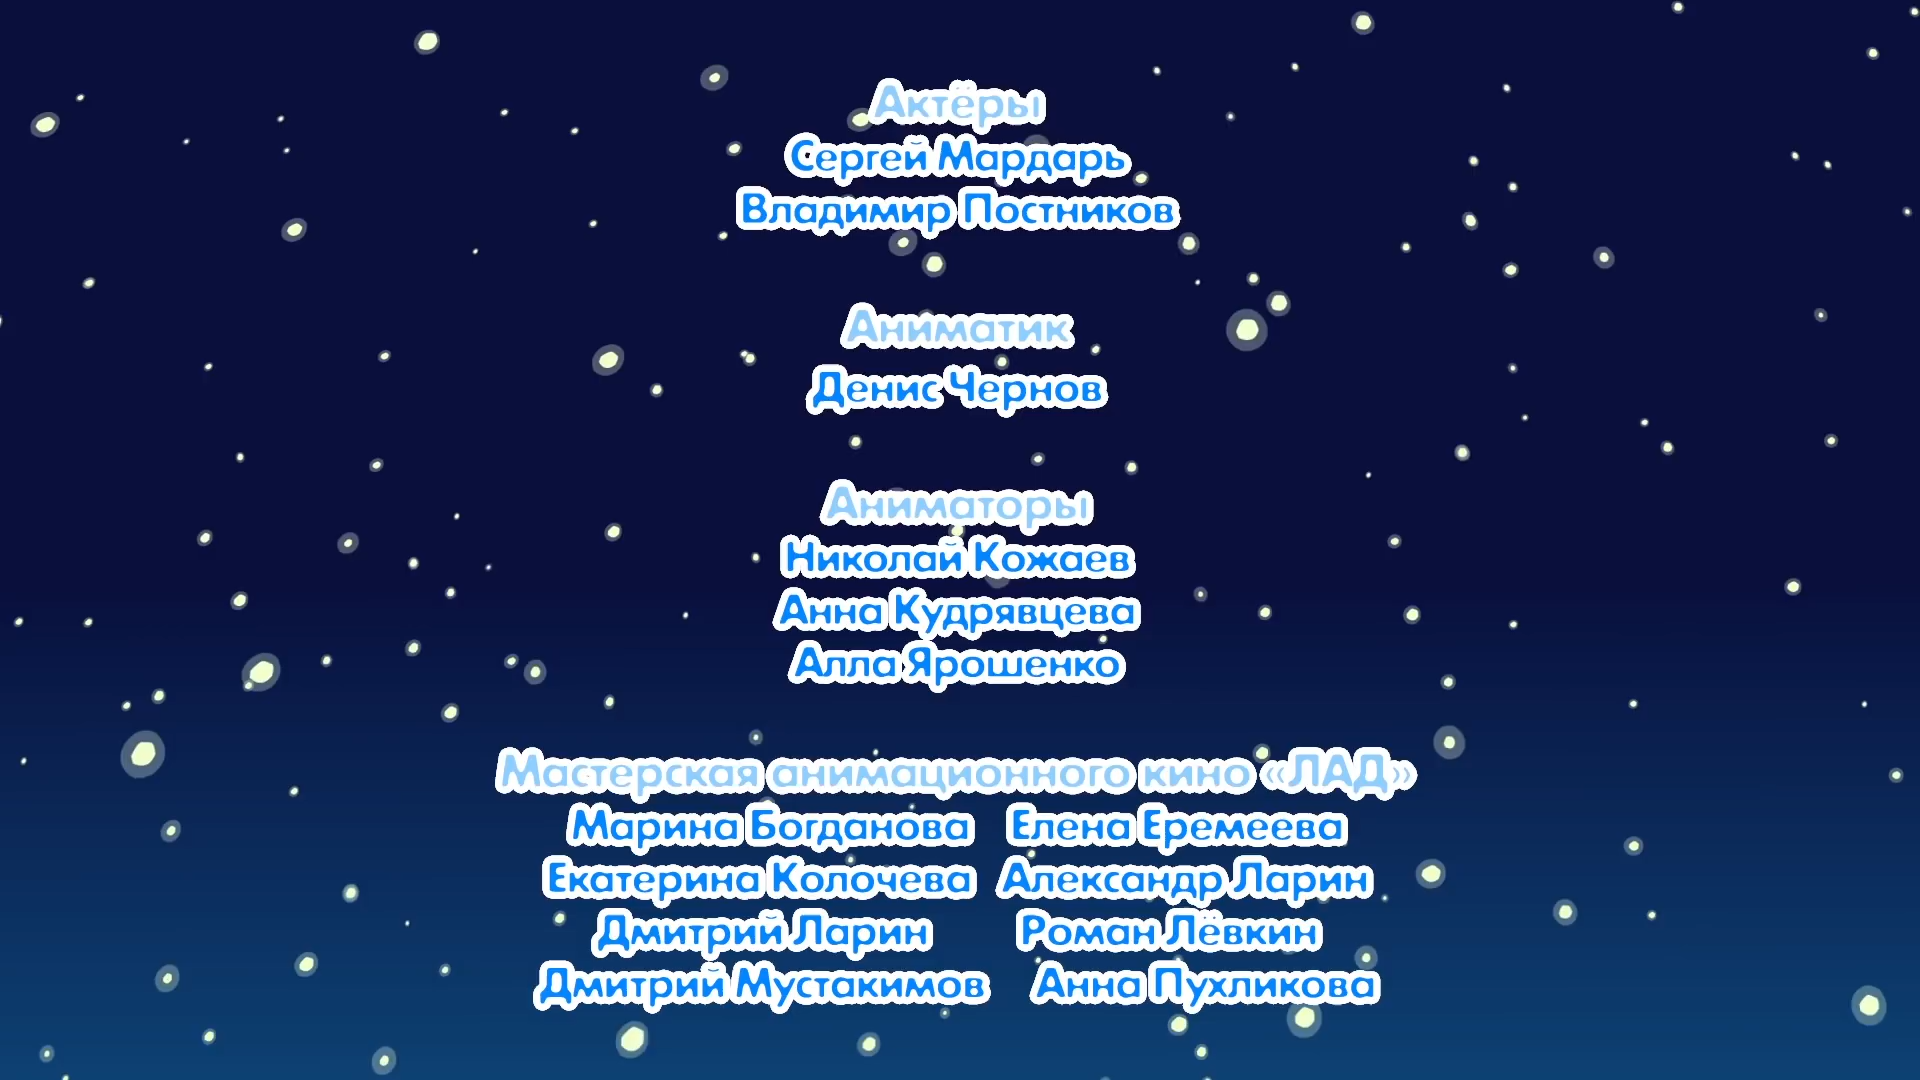 Актёры
Сергей Мардарь
Владимир Постников
Аниматик
Денис Чернов
Аниматоры
Николай Кожаев
Анна Кудрявцева
Алла Ярошенко
Мастерская анимационного кино «ЛАД»
Марина Богданова Елена Еремеева
Екатерина Колочева Александр Ларин
Дмитрий Ларин Роман Лёвкин
Дмитрий Мустакимов Анна Пухликова